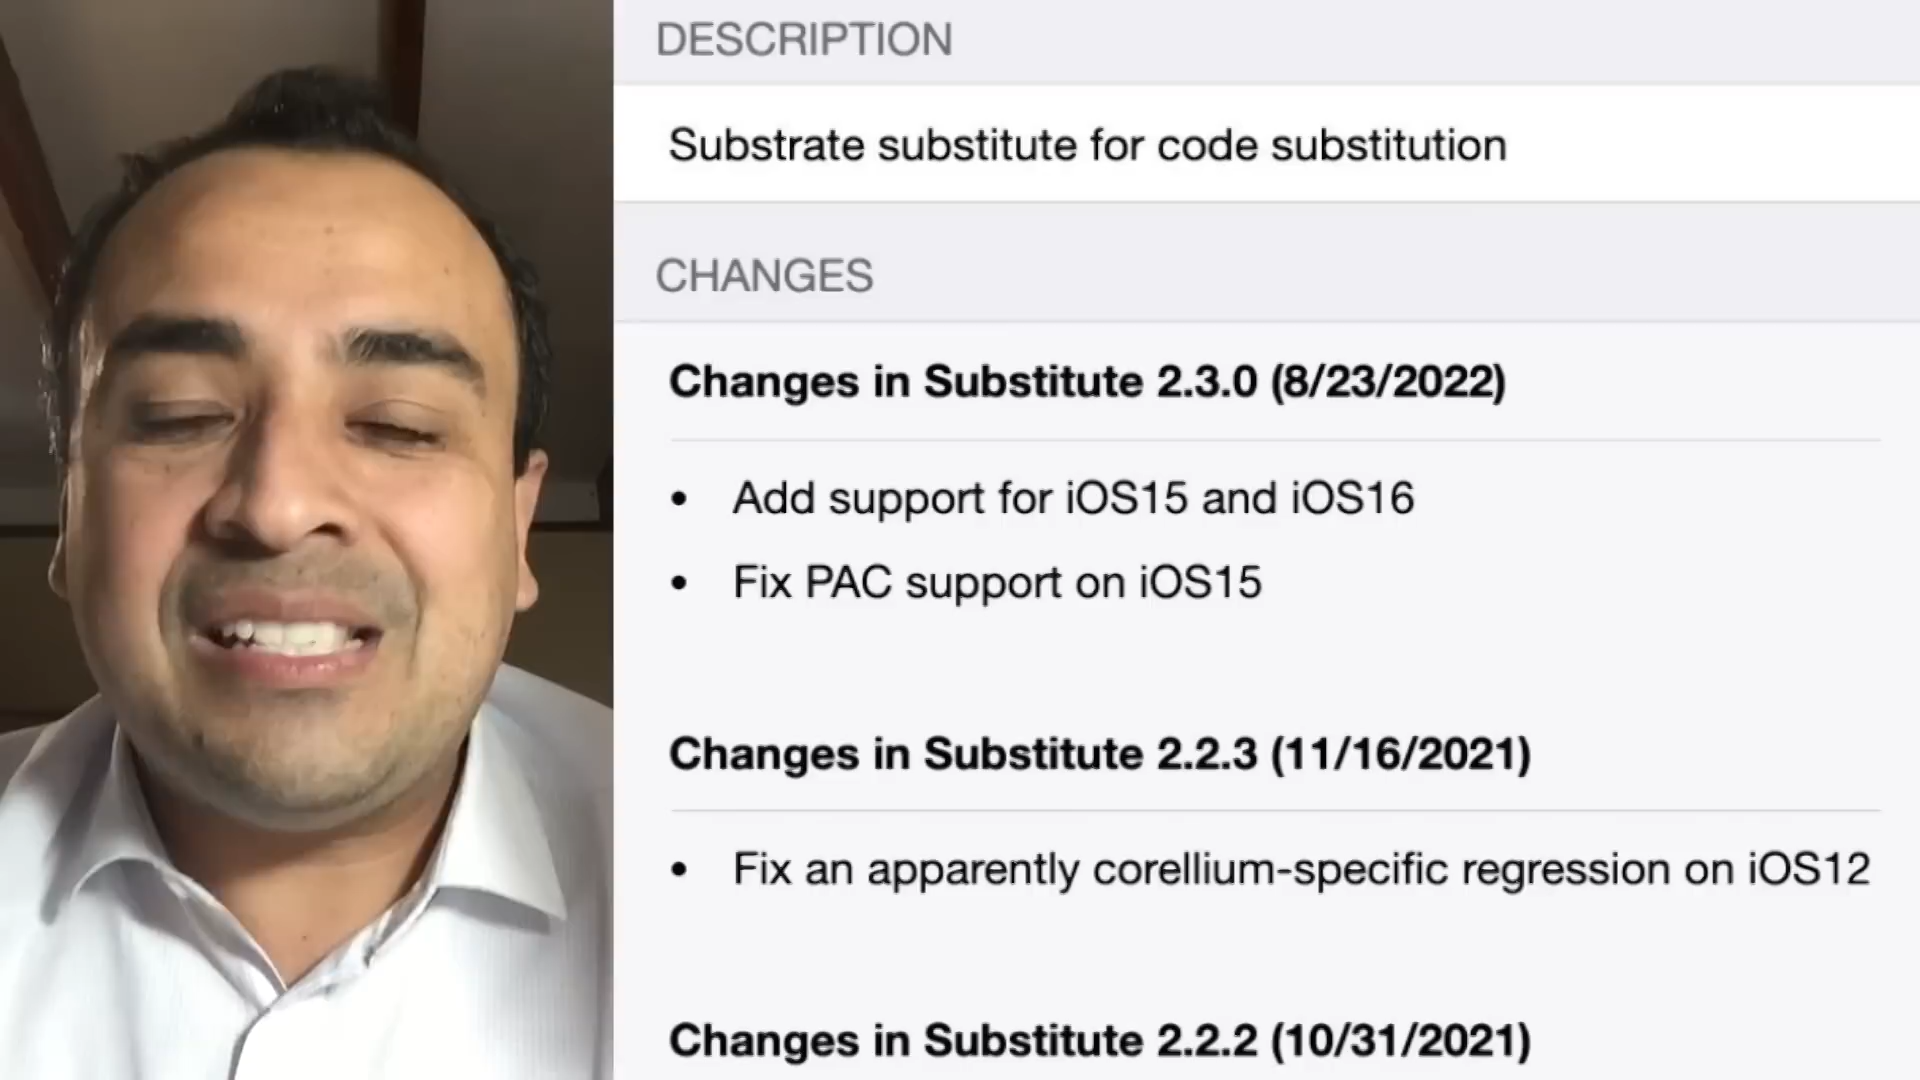 DESCRIPTION
Substrate substitute for code substitution
CHANGES
Changes in Substitute 2.3.0 (8/23/2022)
• Add support for iOS15 and iOS16
• Fix PAC support on iOS15
Changes in Substitute 2.2.3 (11/16/2021)
• Fix an apparently corellium-specific regression on iOS12
Changes in Substitute 2.2.2 (10/31/2021)